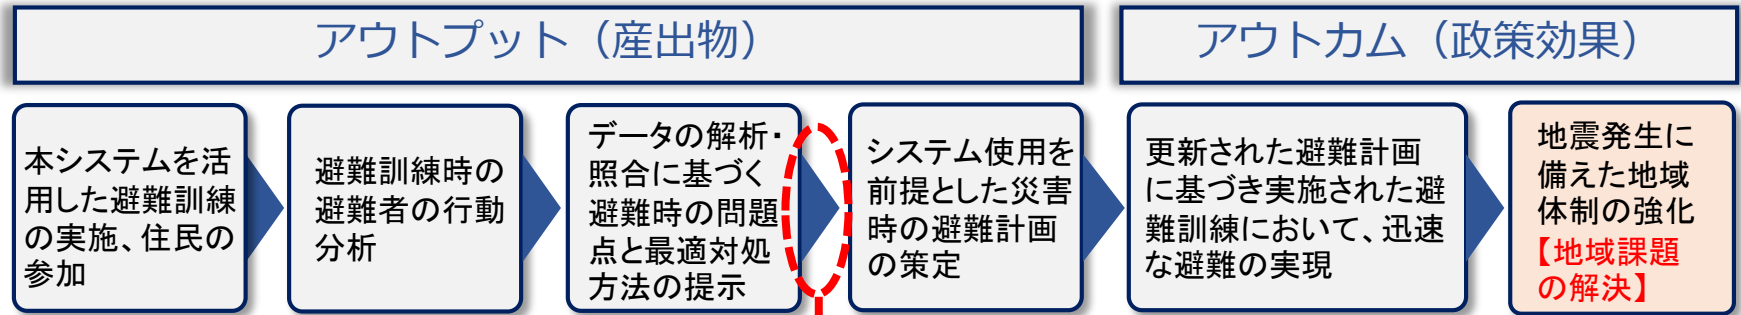 アウトプット（産出物）
アウトカム（政策効果）
本システムを活
用した避難訓練
の実施、住民の
参加
避難訓練時の
避難者の行動
分析
データの解析・
照合に基づく
避難時の問題
点と最適対処
方法の提示
システム使用を
前提とした災害
時の避難計画
の策定
更新された避難計画
に基づき実施された避
難訓練において、迅速
な避難の実現
地震発生に
備えた地域
体制の強化
【地域課題
の解決】